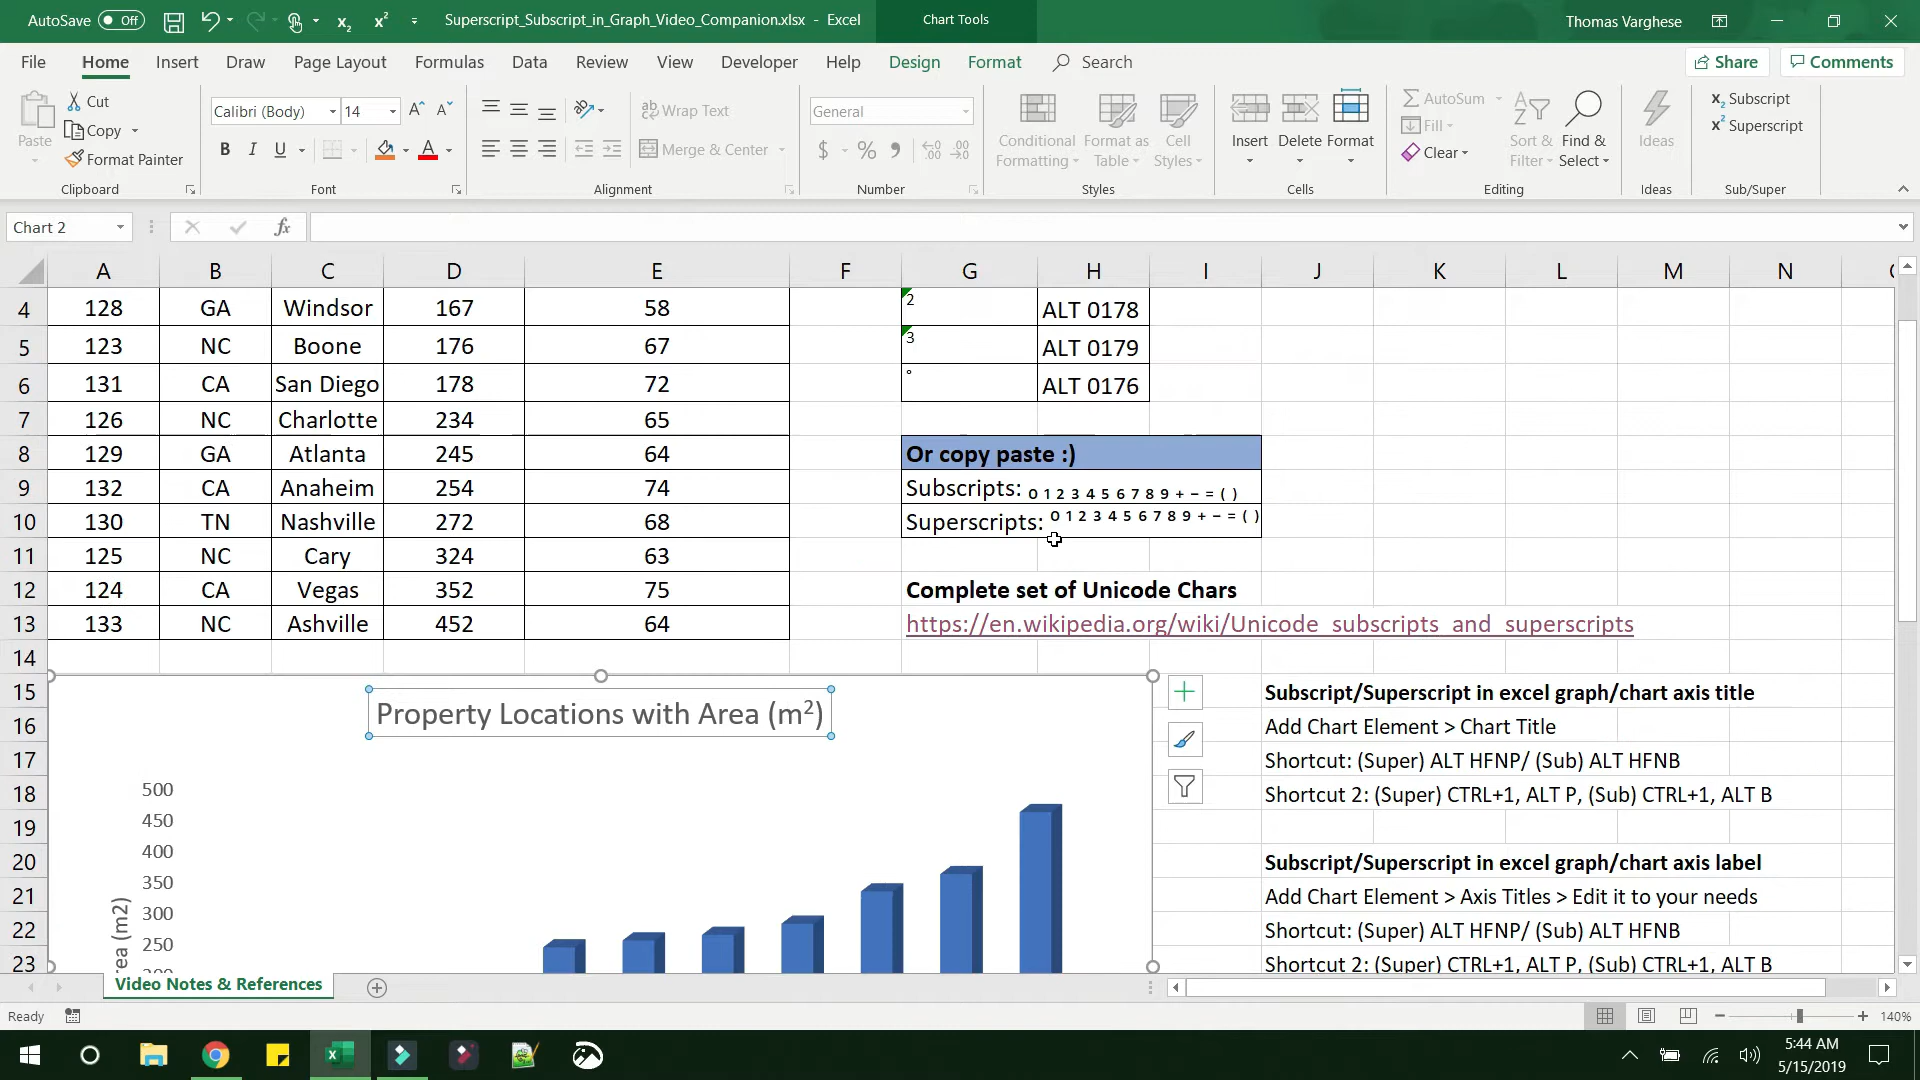 AutoSave Off x₂ x² Superscript_Subscript_in_Graph_Video_Companion.xlsx - Excel Chart Tools Thomas Varghese
File Home Insert Draw Page Layout Formulas Data Review View Developer Help Design Format Search Share Comments
Paste
Cut
Copy
Format Painter
Clipboard
Calibri (Body) 14
B I U
Font
Wrap Text
Merge & Center
Alignment
General
$ % ,
Number
Conditional Formatting
Format as Table
Cell Styles
Styles
Insert Delete Format
Cells
AutoSum
Fill
Clear
Sort & Filter
Find & Select
Editing
Ideas
Ideas
x₂ Subscript
x² Superscript
Sub/Super
Chart 2 fx
A B C D E F G H I J K L M N
4 128 GA Windsor 167 58 2 ALT 0178
5 123 NC Boone 176 67 3 ALT 0179
6 131 CA San Diego 178 72 ° ALT 0176
7 126 NC Charlotte 234 65
8 129 GA Atlanta 245 64 Or copy paste :)
9 132 CA Anaheim 254 74 Subscripts: ₀ ₁ ₂ ₃ ₄ ₅ ₆ ₇ ₈ ₉ ₊ ₋ ₌ ₍ ₎
10 130 TN Nashville 272 68 Superscripts: ⁰ ¹ ² ³ ⁴ ⁵ ⁶ ⁷ ⁸ ⁹ ⁺ ⁻ ⁼ ⁽ ⁾
11 125 NC Cary 324 63
12 124 CA Vegas 352 75 Complete set of Unicode Chars
13 133 NC Ashville 452 64 https://en.wikipedia.org/wiki/Unicode_subscripts_and_superscripts
14
15 Subscript/Superscript in excel graph/chart axis title
Property Locations with Area (m²)
16 Add Chart Element > Chart Title
17 Shortcut: (Super) ALT HFNP/ (Sub) ALT HFNB
500
18 Shortcut 2: (Super) CTRL+1, ALT P, (Sub) CTRL+1, ALT B
450
19
400
20 Subscript/Superscript in excel graph/chart axis label
350
21 Add Chart Element > Axis Titles > Edit it to your needs
300
22 Shortcut: (Super) ALT HFNP/ (Sub) ALT HFNB
250
23 Shortcut 2: (Super) CTRL+1, ALT P, (Sub) CTRL+1, ALT B
(m2)
Video Notes & References
Ready 140%
5:44 AM
5/15/2019